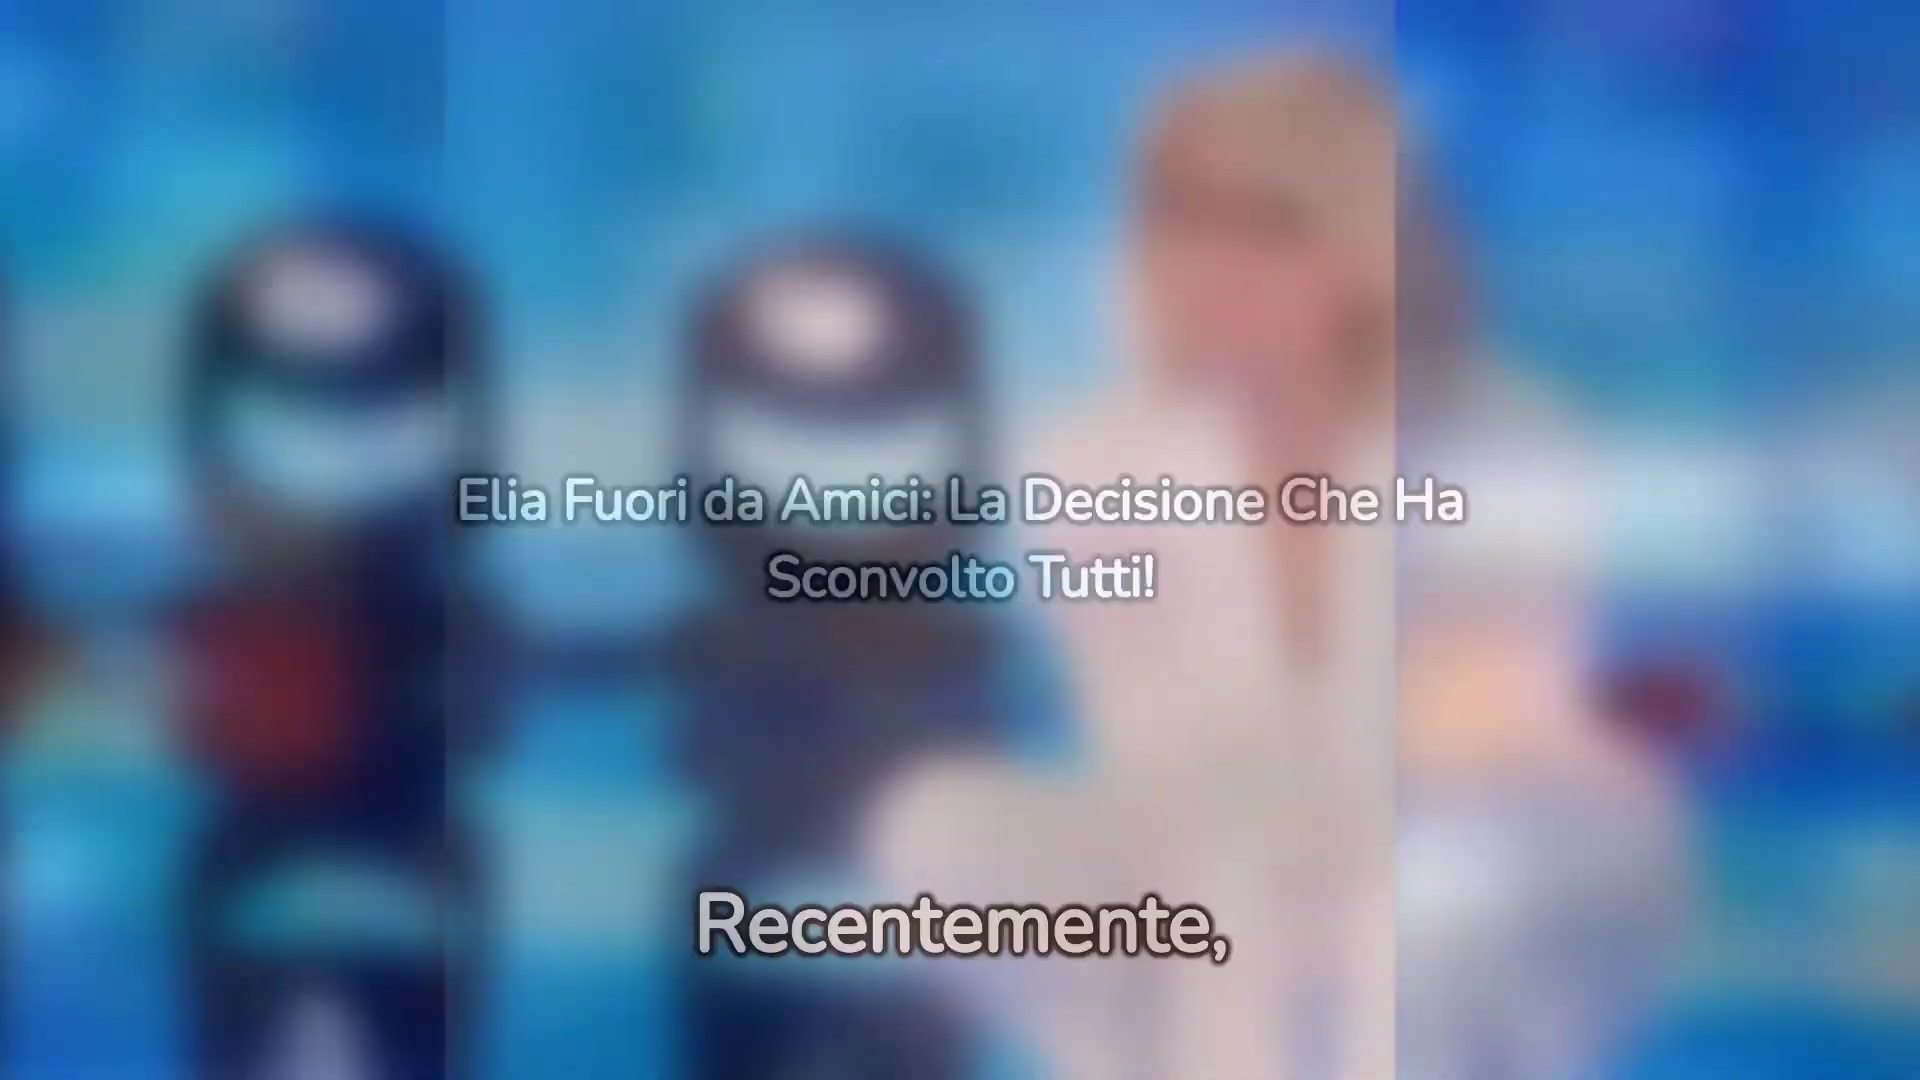 Elia Fuori da Amici: La Decisione Che Ha
Sconvolto Tutti!
Recentemente,